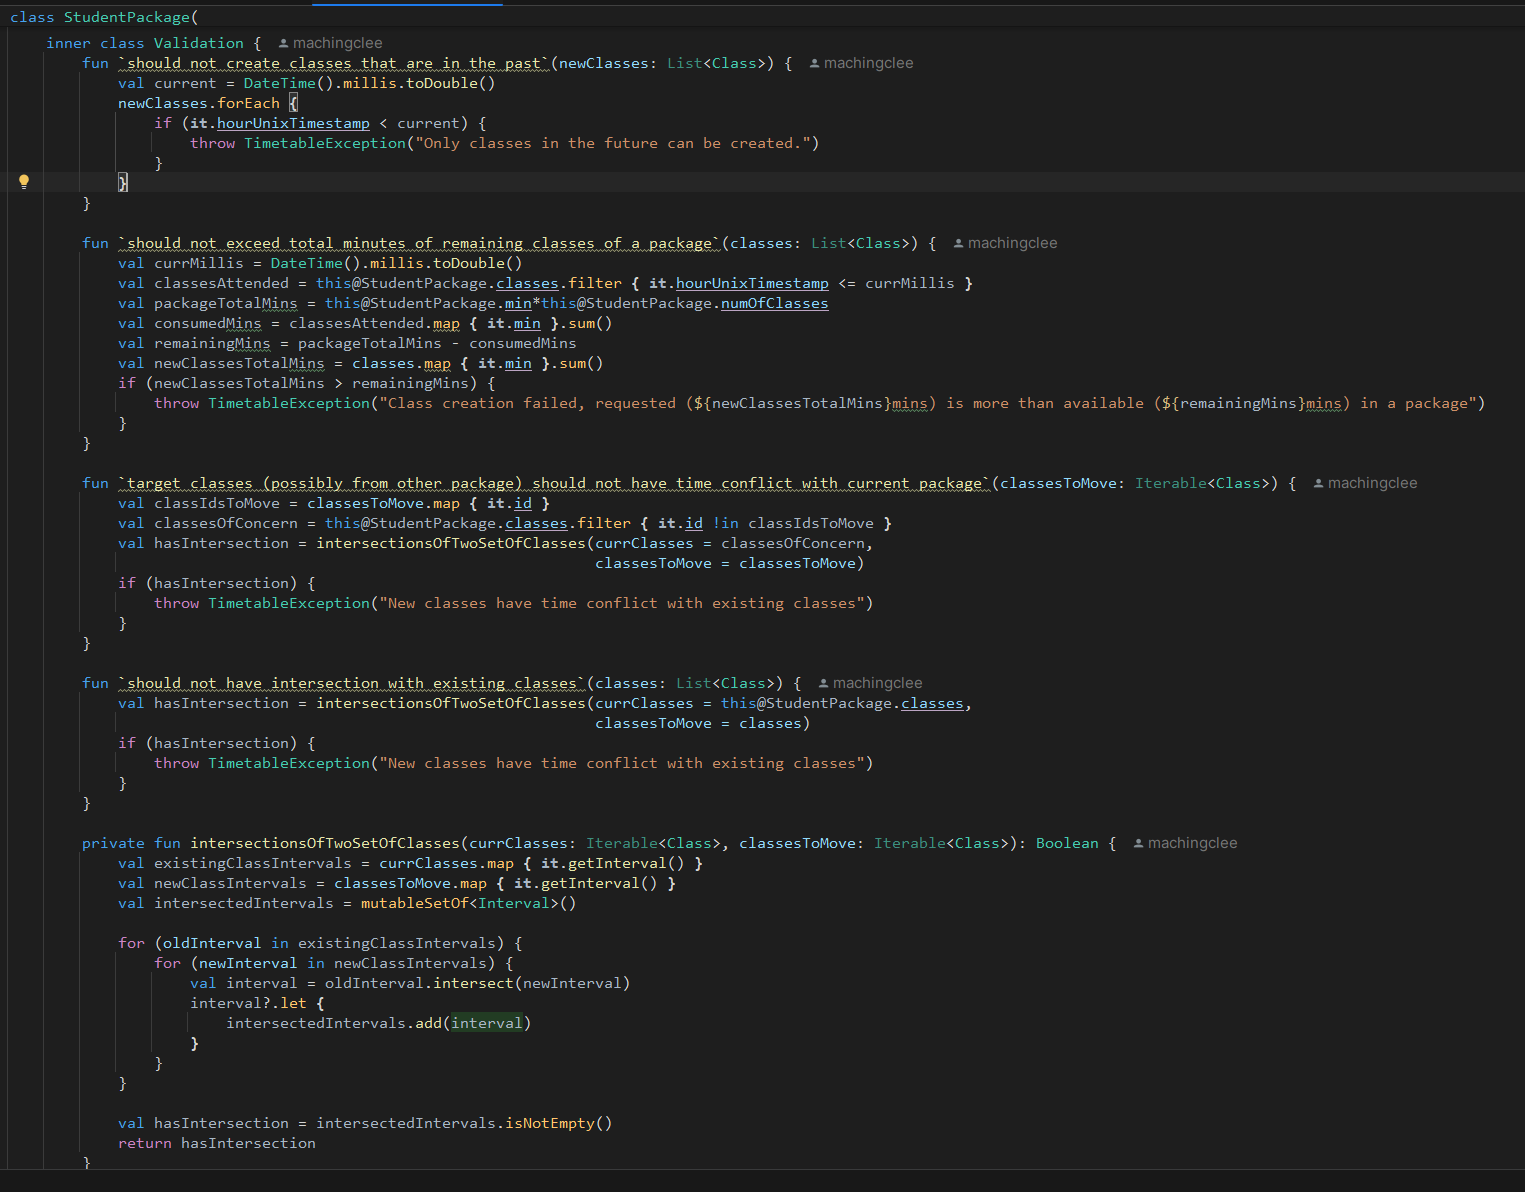 class StudentPackage(
inner class Validation { machingclee
fun `should not create classes that are in the past`(newClasses: List<Class>) { machingclee
val current = DateTime().millis.toDouble()
newClasses.forEach {
if (it.hourUnixTimestamp < current) {
throw TimetableException("Only classes in the future can be created.")
}
}
}
fun `should not exceed total minutes of remaining classes of a package`(classes: List<Class>) { machingclee
val currMillis = DateTime().millis.toDouble()
val classesAttended = this@StudentPackage.classes.filter { it.hourUnixTimestamp <= currMillis }
val packageTotalMins = this@StudentPackage.min*this@StudentPackage.numOfClasses
val consumedMins = classesAttended.map { it.min }.sum()
val remainingMins = packageTotalMins - consumedMins
val newClassesTotalMins = classes.map { it.min }.sum()
if (newClassesTotalMins > remainingMins) {
throw TimetableException("Class creation failed, requested (${newClassesTotalMins}mins) is more than available (${remainingMins}mins) in a package")
}
}
fun `target classes (possibly from other package) should not have time conflict with current package`(classesToMove: Iterable<Class>) { machingclee
val classIdsToMove = classesToMove.map { it.id }
val classesOfConcern = this@StudentPackage.classes.filter { it.id !in classIdsToMove }
val hasIntersection = intersectionsOfTwoSetOfClasses(currClasses = classesOfConcern,
classesToMove = classesToMove)
if (hasIntersection) {
throw TimetableException("New classes have time conflict with existing classes")
}
}
fun `should not have intersection with existing classes`(classes: List<Class>) { machingclee
val hasIntersection = intersectionsOfTwoSetOfClasses(currClasses = this@StudentPackage.classes,
classesToMove = classes)
if (hasIntersection) {
throw TimetableException("New classes have time conflict with existing classes")
}
}
private fun intersectionsOfTwoSetOfClasses(currClasses: Iterable<Class>, classesToMove: Iterable<Class>): Boolean { machingclee
val existingClassIntervals = currClasses.map { it.getInterval() }
val newClassIntervals = classesToMove.map { it.getInterval() }
val intersectedIntervals = mutableSetOf<Interval>()
for (oldInterval in existingClassIntervals) {
for (newInterval in newClassIntervals) {
val interval = oldInterval.intersect(newInterval)
interval?.let {
intersectedIntervals.add(interval)
}
}
}
val hasIntersection = intersectedIntervals.isNotEmpty()
return hasIntersection
}